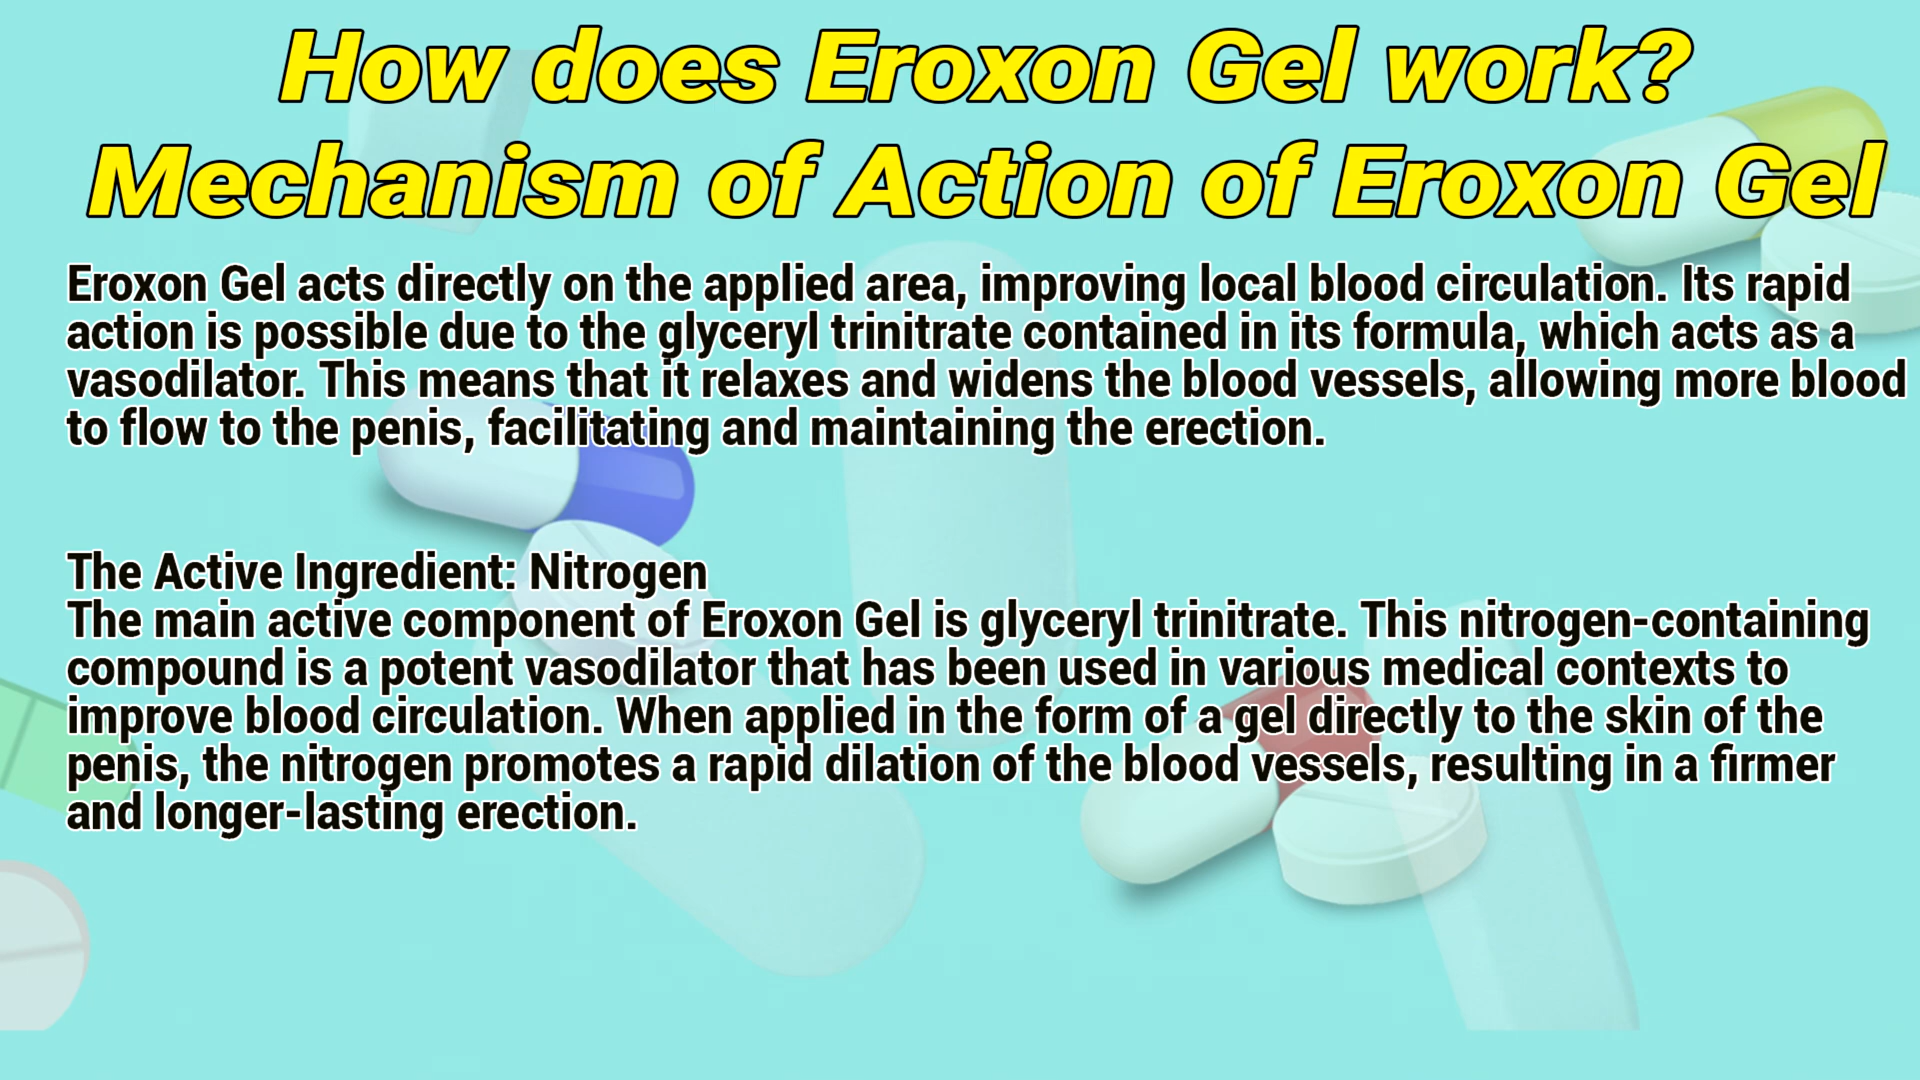 How does Eroxon Gel work?
Mechanism of Action of Eroxon Gel
Eroxon Gel acts directly on the applied area, improving local blood circulation. Its rapid
action is possible due to the glyceryl trinitrate contained in its formula, which acts as a
vasodilator. This means that it relaxes and widens the blood vessels, allowing more blood
to flow to the penis, facilitating and maintaining the erection.
The Active Ingredient: Nitrogen
The main active component of Eroxon Gel is glyceryl trinitrate. This nitrogen-containing
compound is a potent vasodilator that has been used in various medical contexts to
improve blood circulation. When applied in the form of a gel directly to the skin of the
penis, the nitrogen promotes a rapid dilation of the blood vessels, resulting in a firmer
and longer-lasting erection.